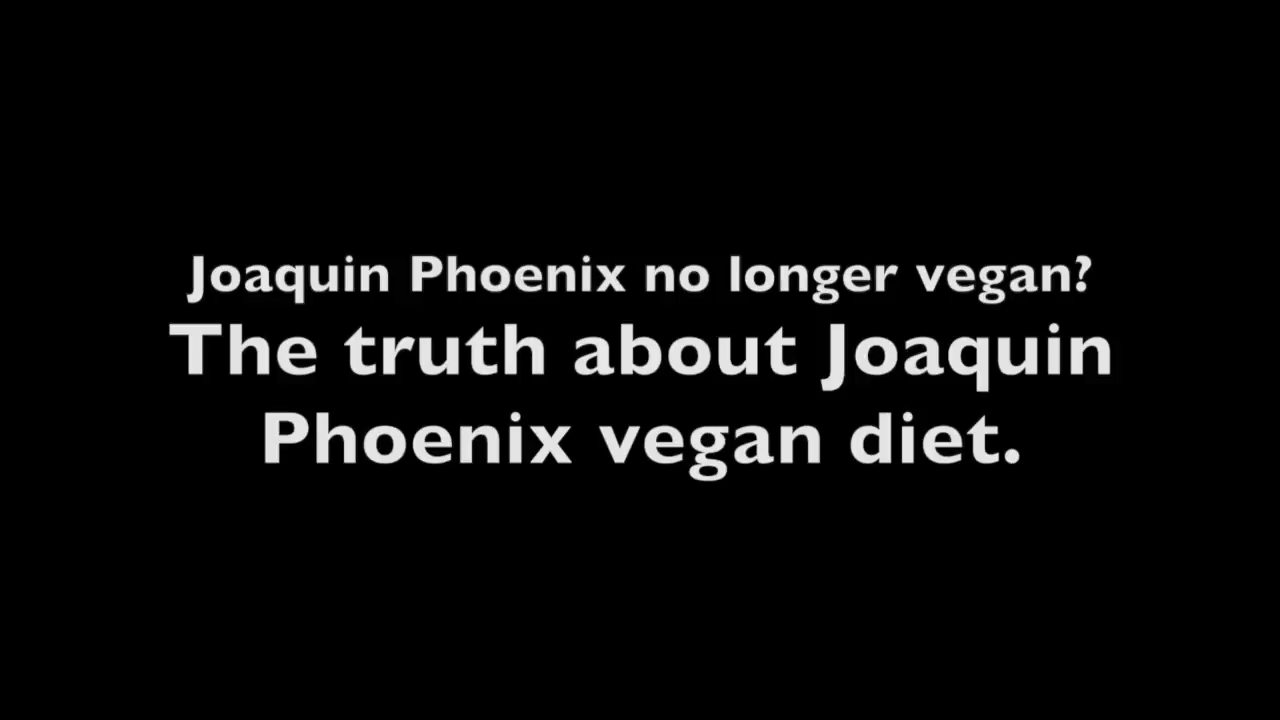 Joaquin Phoenix no longer vegan?
The truth about Joaquin
Phoenix vegan diet.